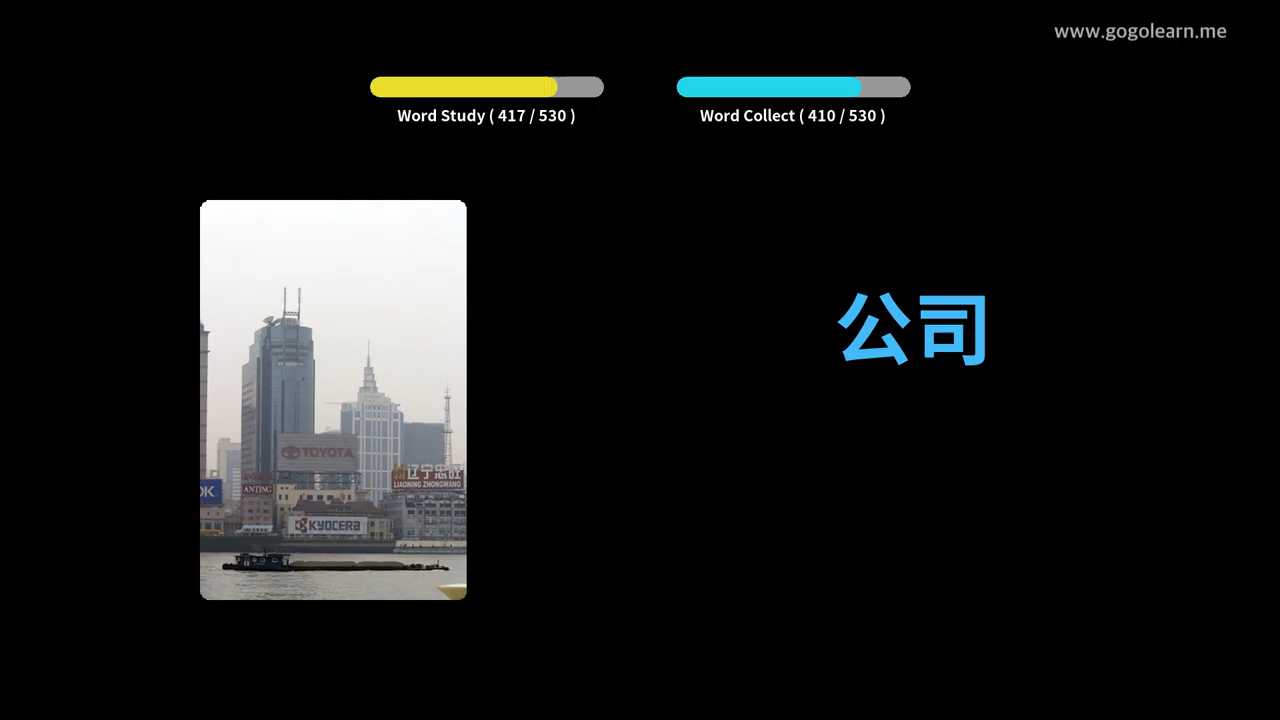 www.gogolearn.me
Word Study ( 417 / 530 )
Word Collect ( 410 / 530 )
公司
TOYOTA
辽宁忠旺
LIAONING ZHONGWANG
OK
ANTING
KYOCERA